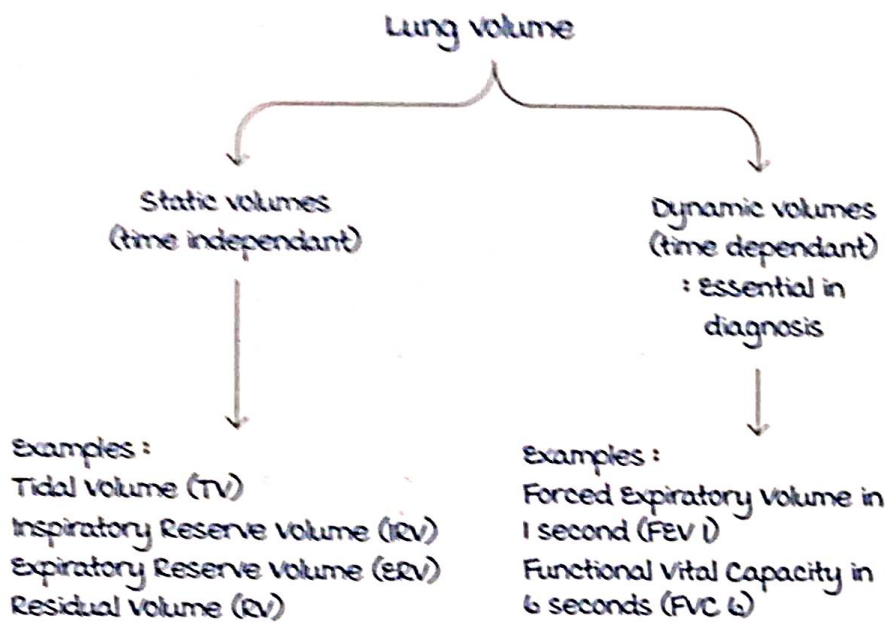 Lung volume
Static volumes
(time independant)
Dynamic volumes
(time dependant)
: Essential in
diagnosis
Examples :
Tidal volume (TV)
Inspiratory Reserve volume (IRV)
Expiratory Reserve volume (ERV)
Residual volume (RV)
Examples :
Forced Expiratory volume in
1 second (FEV 1)
Functional Vital Capacity in
6 seconds (FVC 6)